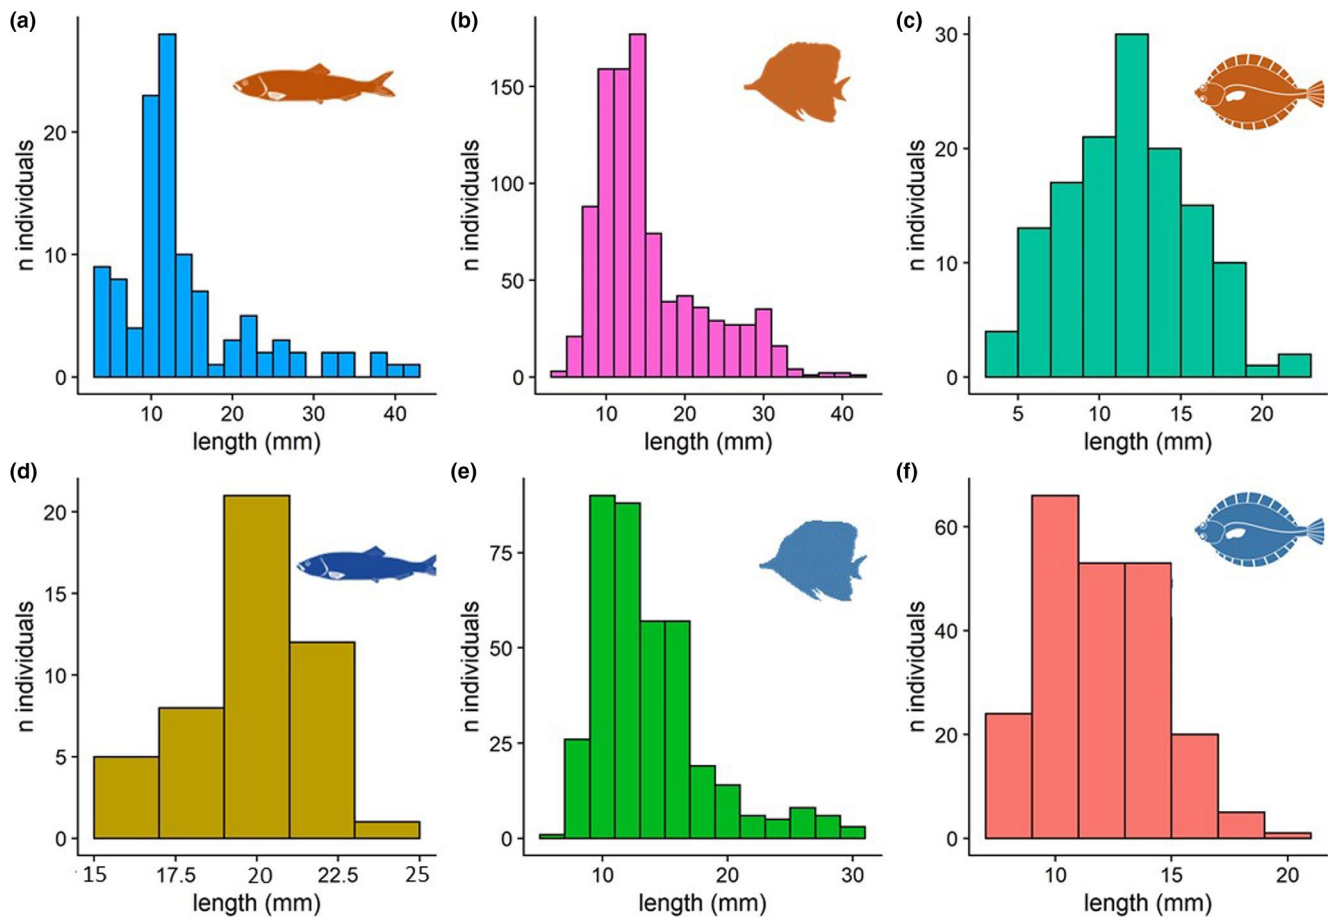 (a)
n individuals
20
10
0
10 20 30 40
length (mm)
(b)
n individuals
150
100
50
0
10 20 30 40
length (mm)
(c)
n individuals
30
20
10
0
5 10 15 20
length (mm)
(d)
n individuals
20
15
10
5
0
15 17.5 20 22.5 25
length (mm)
(e)
n individuals
75
50
25
0
10 20 30
length (mm)
(f)
n individuals
60
40
20
0
10 15 20
length (mm)